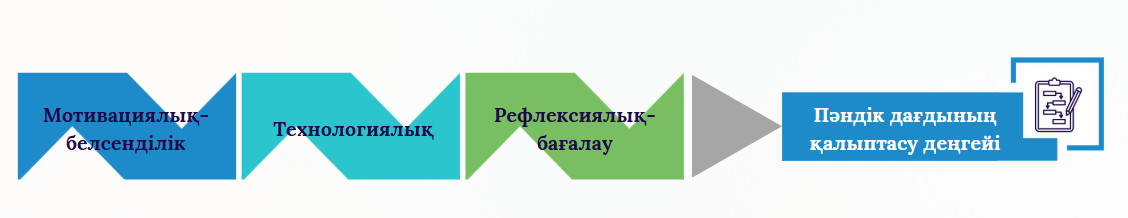 Мотивациялық-
белсенділік
Технологиялық
Рефлексиялық-
бағалау
Пәндік дағдының
қалыптасу деңгейі